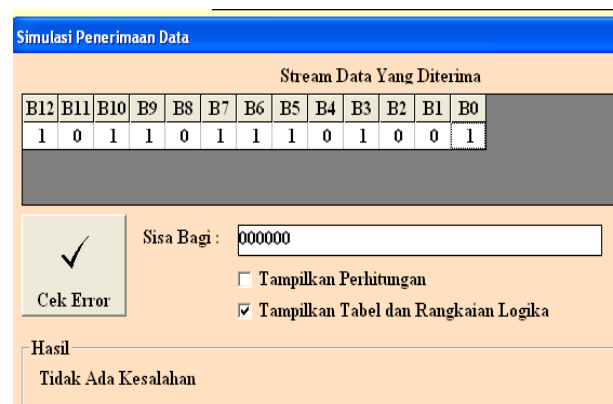 Simulasi Penerimaan Data
Stream Data Yang Diterima
B12 B11 B10 B9 B8 B7 B6 B5 B4 B3 B2 B1 B0
1 0 1 1 0 1 1 1 0 1 0 0 1
Sisa Bagi : 000000
Cek Error
Tampilkan Perhitungan
Tampilkan Tabel dan Rangkaian Logika
Hasil
Tidak Ada Kesalahan